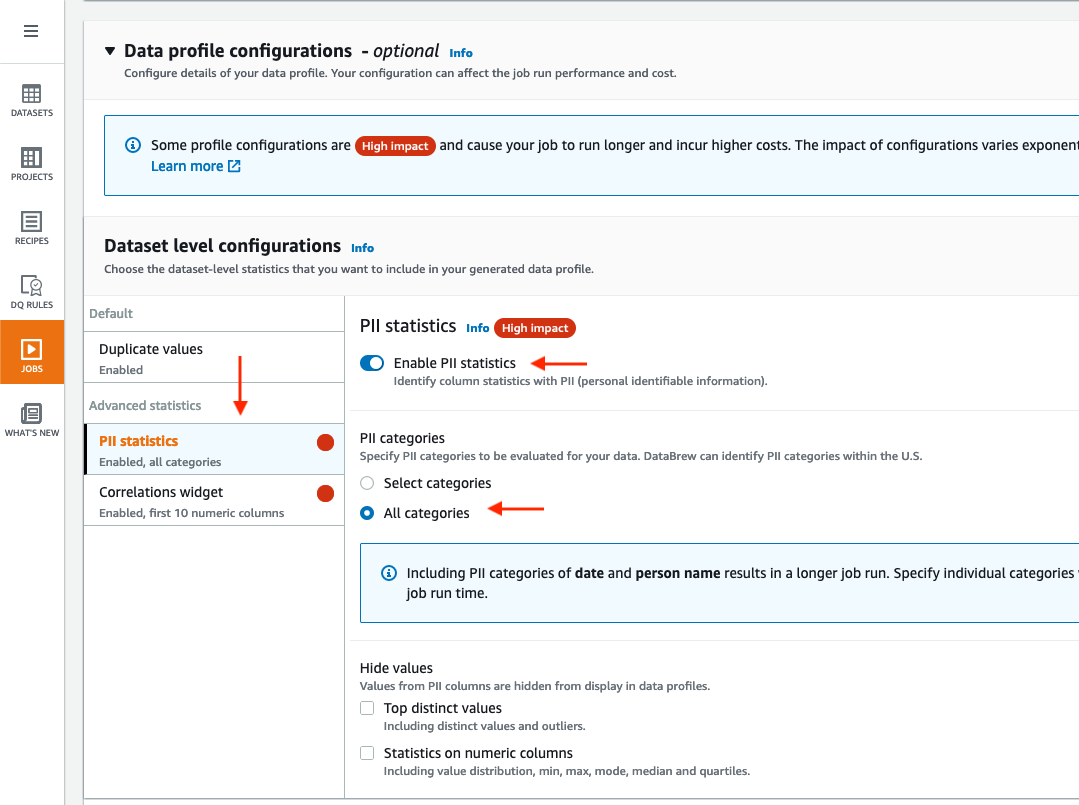 Data profile configurations - optional Info
Configure details of your data profile. Your configuration can affect the job run performance and cost.
DATASETS
PROJECTS
RECIPES
DQ RULES
JOBS
WHAT'S NEW
Some profile configurations are High impact and cause your job to run longer and incur higher costs. The impact of configurations varies
Learn more
Dataset level configurations Info
Choose the dataset-level statistics that you want to include in your generated data profile.
Default
Duplicate values
Enabled
Advanced statistics
PII statistics
Enabled, all categories
Correlations widget
Enabled, first 10 numeric columns
PII statistics Info High impact
Enable PII statistics
Identify column statistics with PII (personal identifiable information).
PII categories
Specify PII categories to be evaluated for your data. DataBrew can identify PII categories within the U.S.
Select categories
All categories
Including PII categories of date and person name results in a longer job run. Specify individual categories
job run time.
Hide values
Values from PII columns are hidden from display in data profiles.
Top distinct values
Including distinct values and outliers.
Statistics on numeric columns
Including value distribution, min, max, mode, median and quartiles.